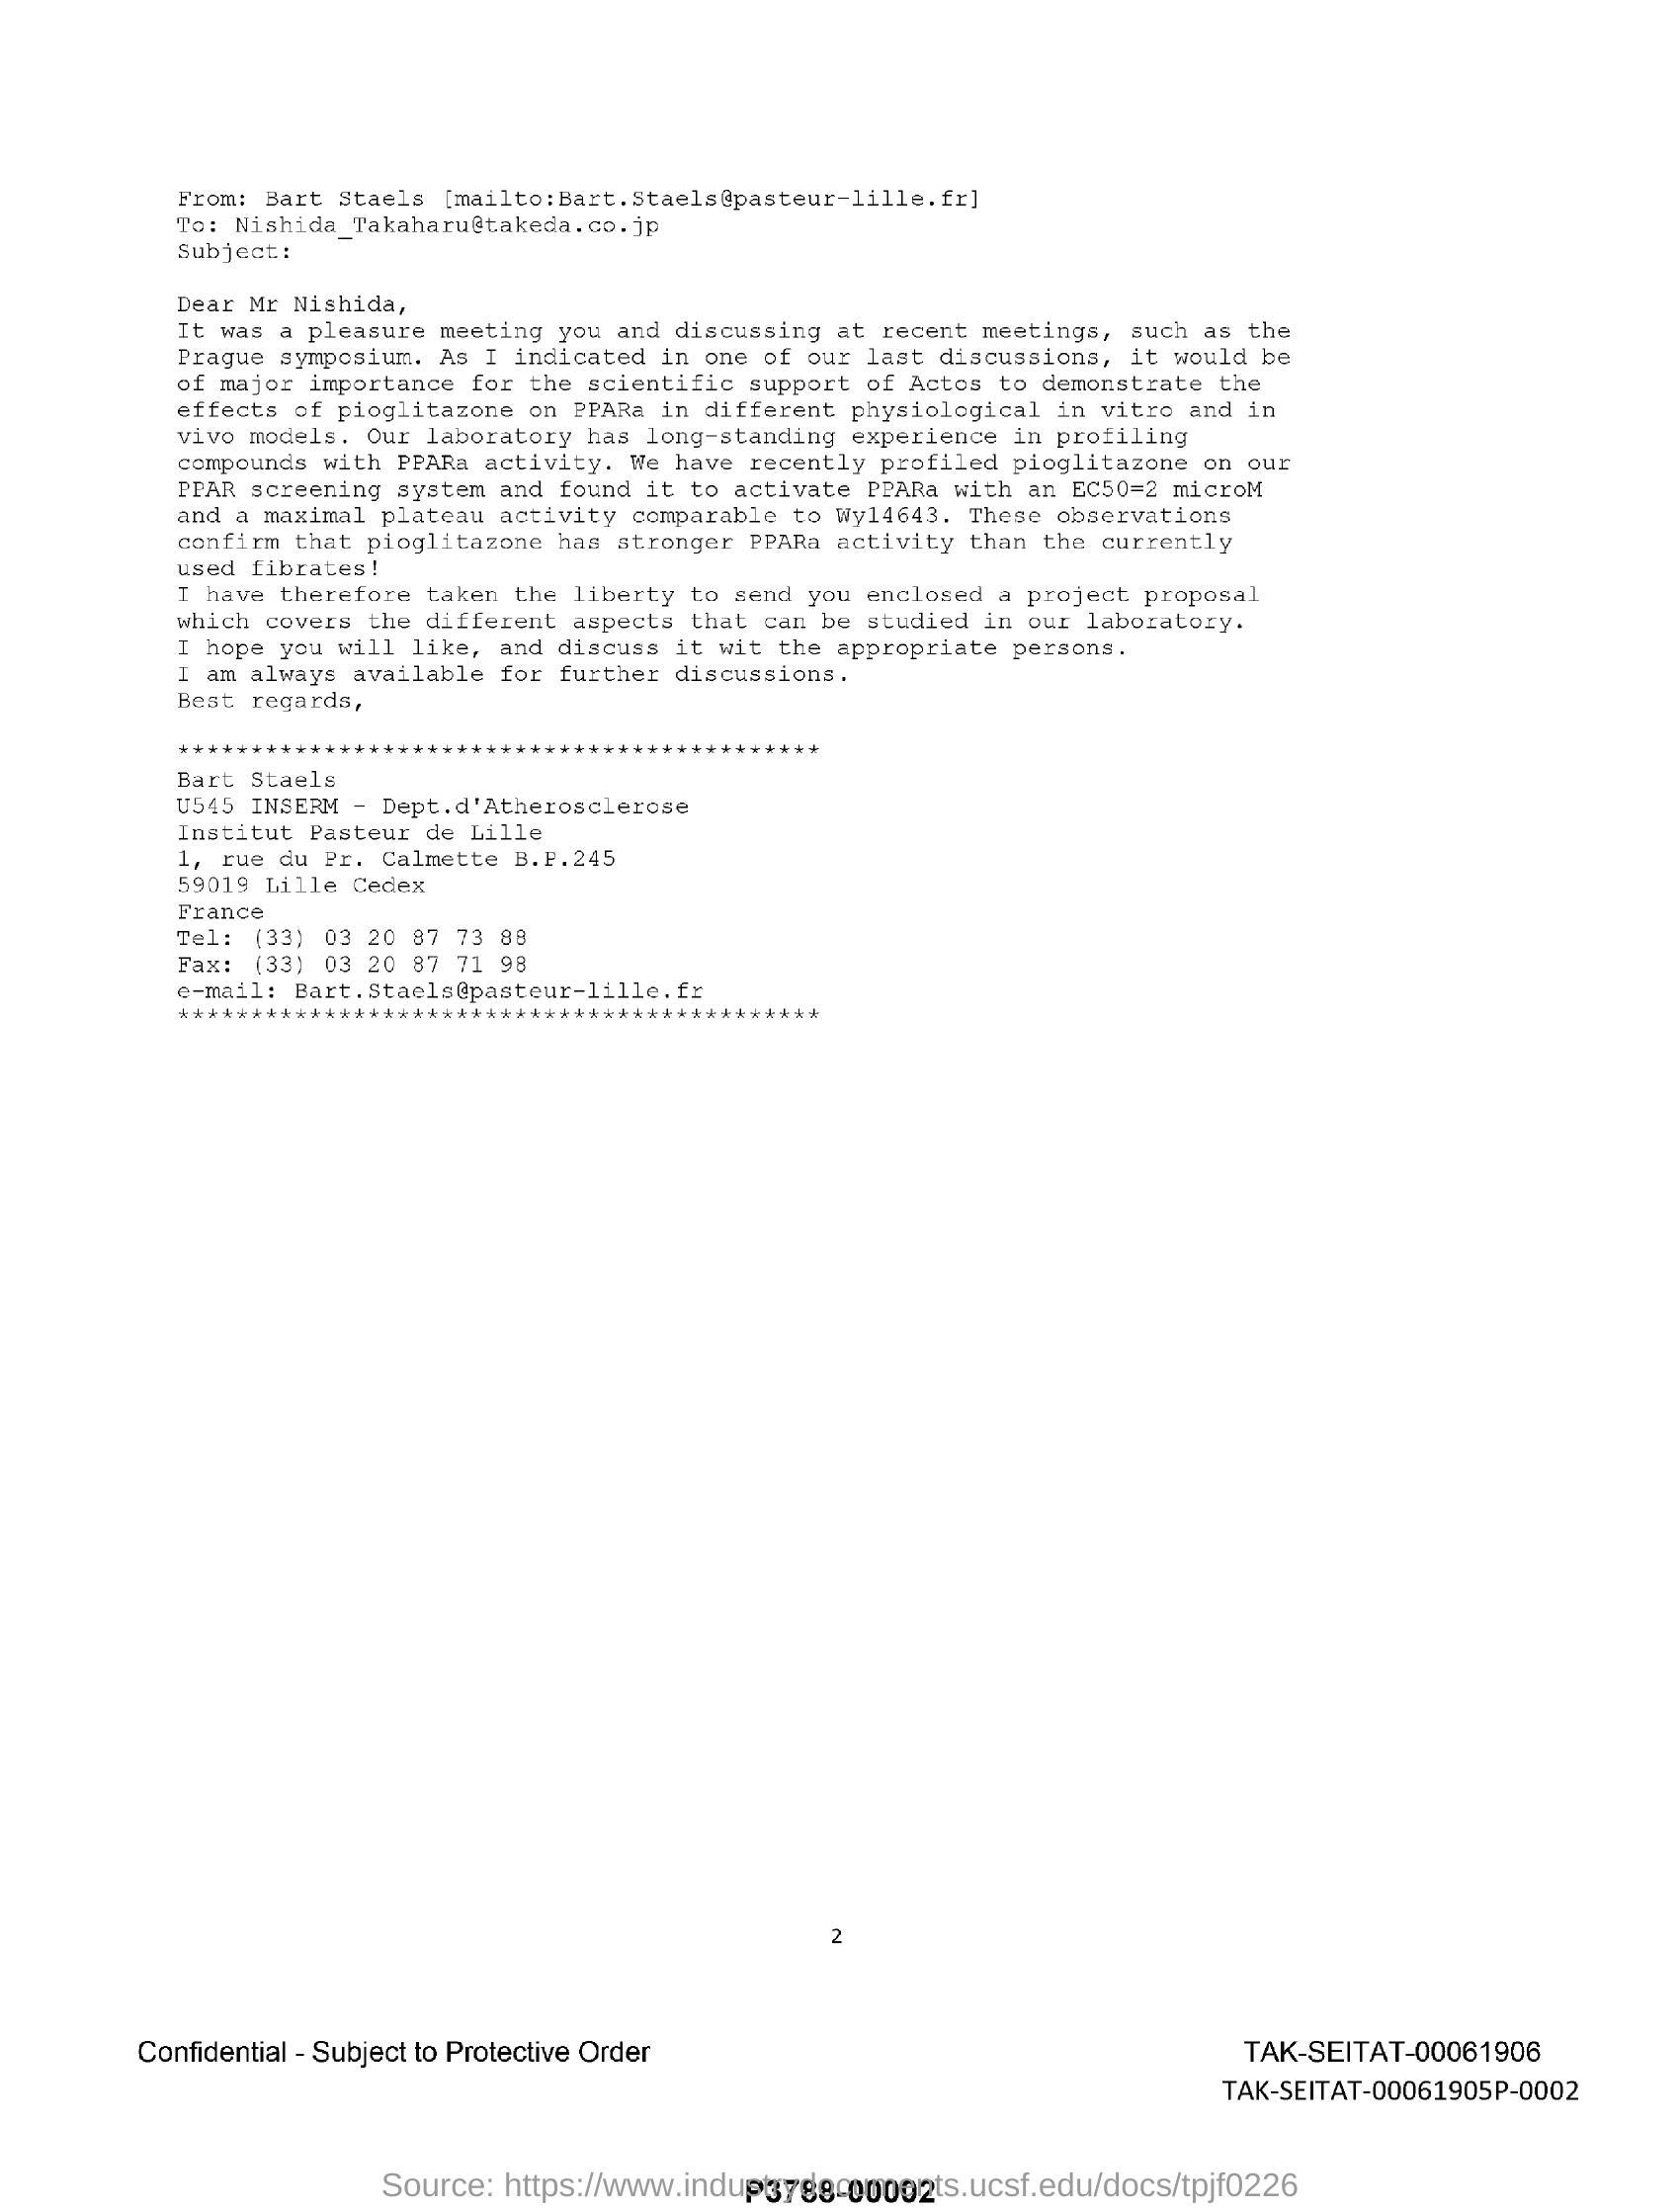 From: Bart Staels [mailto:Bart.Staels@pasteur-lille.fr]
To: Nishida_Takaharu@takeda.co.jp
Subject:
Dear Mr Nishida,
It was a pleasure meeting you and discussing at recent meetings, such as the
Prague symposium. As I indicated in one of our last discussions, it would be
of major importance for the scientific support of Actos to demonstrate the
effects of pioglitazone on PPARa in different physiological in vitro and in
vivo models. Our laboratory has long-standing experience in profiling
compounds with PPARa activity. We have recently profiled pioglitazone on our
PPAR screening system and found it to activate PPARa with an EC50=2 microM
and a maximal plateau activity comparable to Wy14643. These observations
confirm that pioglitazone has stronger PPARa activity than the currently
used fibrates!
I have therefore taken the liberty to send you enclosed a project proposal
which covers the different aspects that can be studied in our laboratory.
I hope you will like, and discuss it wit the appropriate persons.
I am always available for further discussions.
Best regards,
********************************************
Bart Staels
U545 INSERM - Dept.d'Atherosclerose
Institut Pasteur de Lille
1, rue du Pr. Calmette B.P.245
59019 Lille Cedex
France
Tel: (33) 03 20 87 73 88
Fax: (33) 03 20 87 71 98
e-mail: Bart.Staels@pasteur-lille.fr
********************************************
2
Confidential - Subject to Protective Order
TAK-SEITAT-00061906
TAK-SEITAT-00061905P-0002
Source: https://www.industrydocuments.ucsf.edu/docs/tpjf0226
P3788-00002